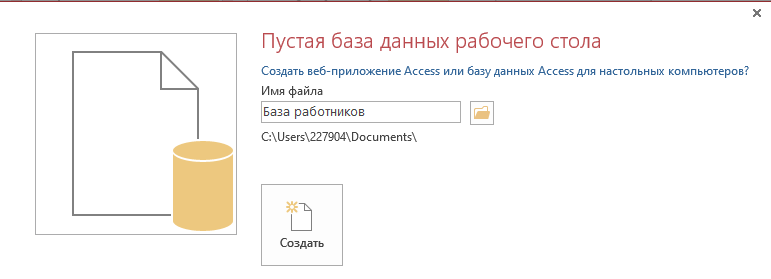 Пустая база данных рабочего стола
Создать веб-приложение Access или базу данных Access для настольных компьютеров?
Имя файла
База работников
C:\Users\227904\Documents\
Создать